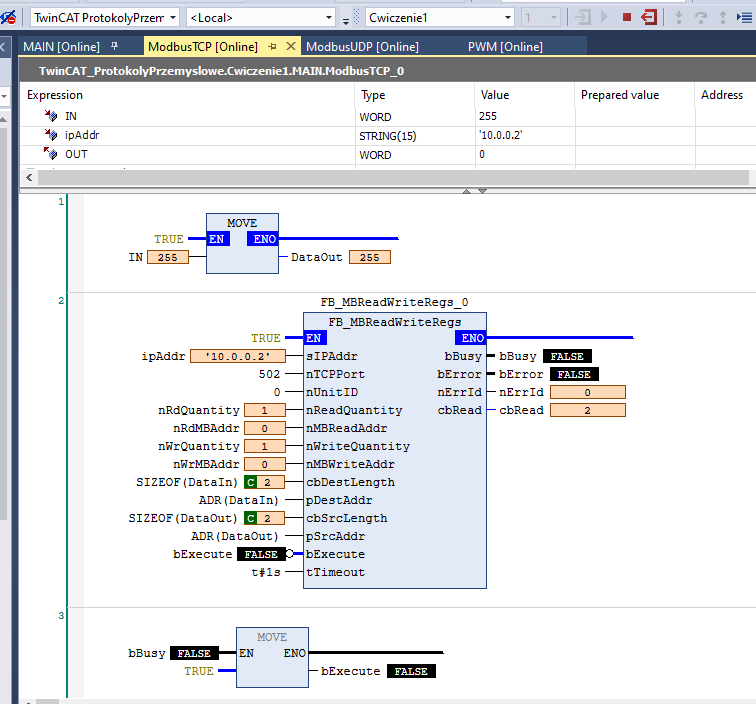 TwinCAT ProtokolyPrzem <Local> Cwiczenie1 1
MAIN [Online] ModbusTCP [Online] ModbusUDP [Online] PWM [Online]
TwinCAT_ProtokolyPrzemyslowe.Cwiczenie1.MAIN.ModbusTCP_0
Expression Type Value Prepared value Address
IN WORD 255
ipAddr STRING(15) '10.0.0.2'
OUT WORD 0
1
MOVE
TRUE EN ENO
IN 255 DataOut 255
2
FB_MBReadWriteRegs_0
FB_MBReadWriteRegs
TRUE EN ENO
ipAddr '10.0.0.2' sIPAddr bBusy bBusy FALSE
502 nTCPPort bError bError FALSE
0 nUnitID nErrId nErrId 0
nRdQuantity 1 nReadQuantity cbRead cbRead 2
nRdMBAddr 0 nMBReadAddr
nWrQuantity 1 nWriteQuantity
nWrMBAddr 0 nMBWriteAddr
SIZEOF(DataIn) C 2 cbDestLength
ADR(DataIn) pDestAddr
SIZEOF(DataOut) C 2 cbSrcLength
ADR(DataOut) pSrcAddr
bExecute FALSE bExecute
t#1s tTimeout
3
MOVE
bBusy FALSE EN ENO
TRUE bExecute FALSE